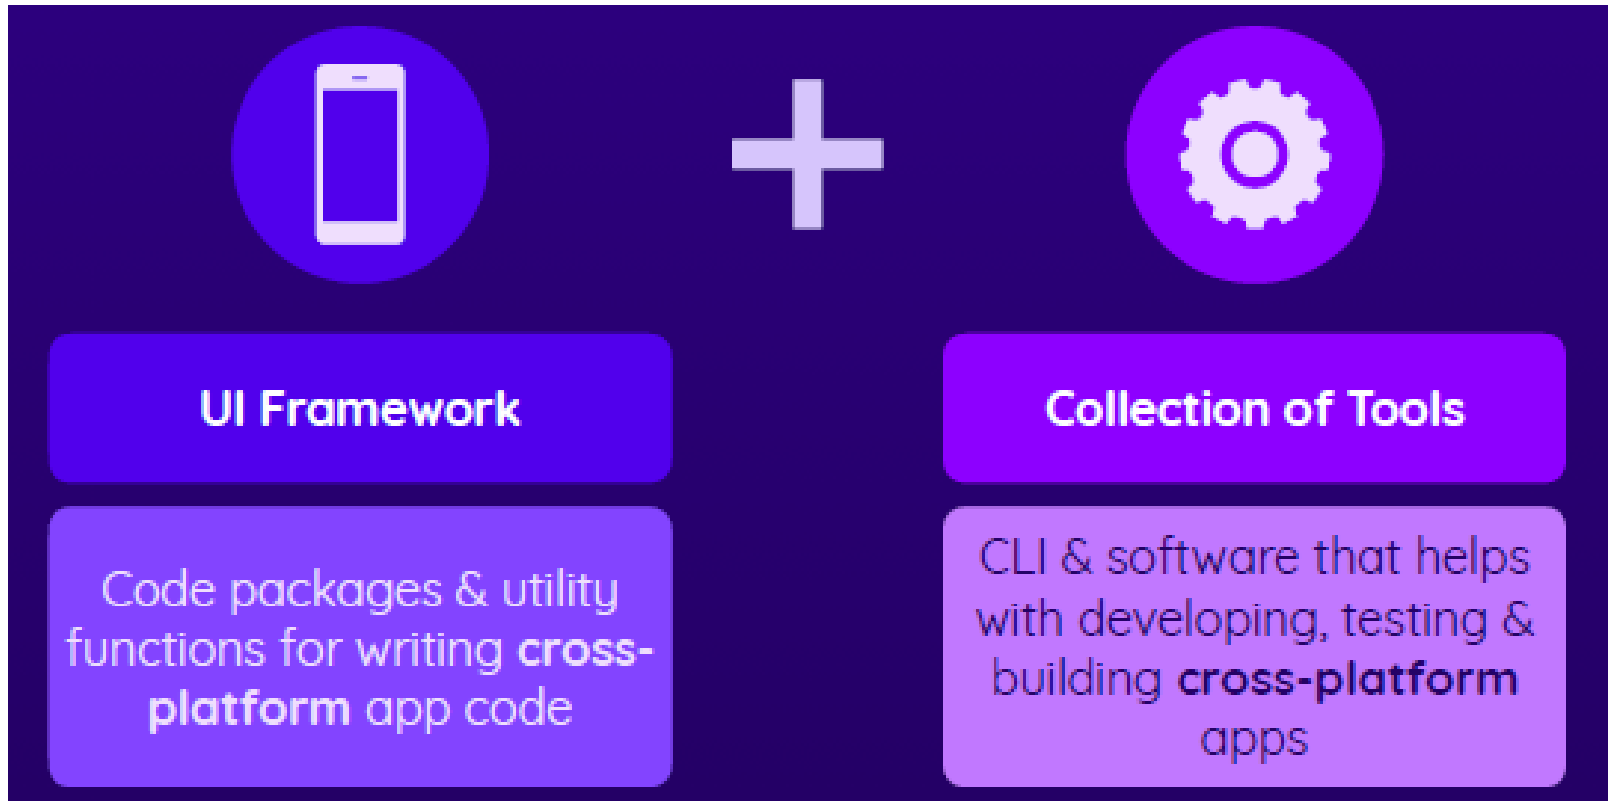 UI Framework
Code packages & utility
functions for writing cross-
platform app code
Collection of Tools
CLI & software that helps
with developing, testing &
building cross-platform
apps